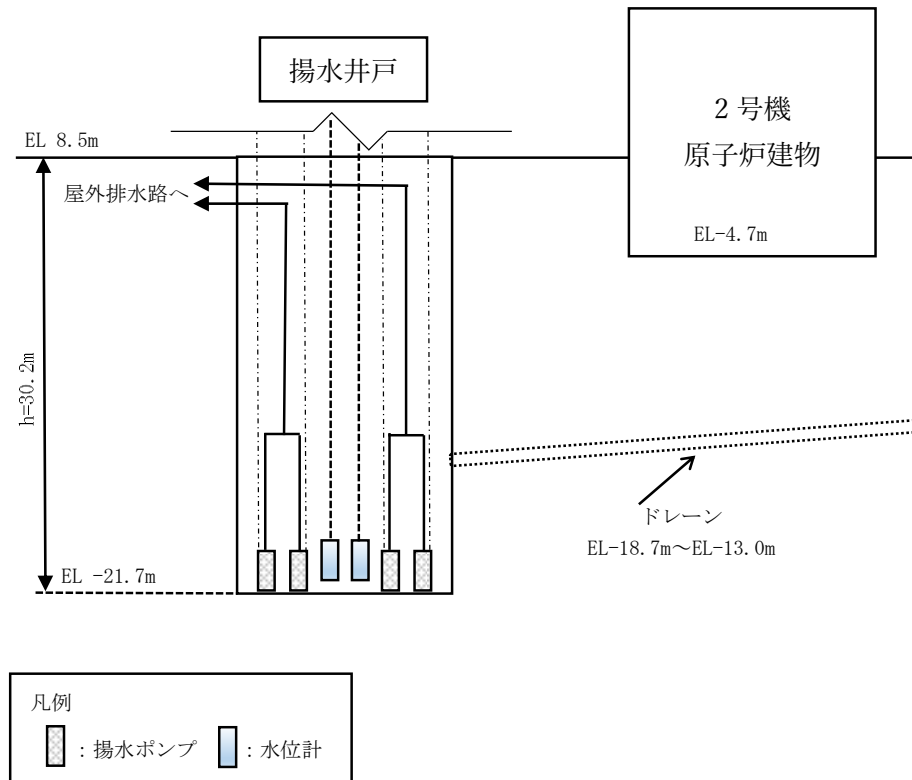 揚水井戸
2号機
原子炉建物
EL 8.5m
屋外排水路へ
EL-4.7m
h=30.2m
ドレーン
EL-18.7m～EL-13.0m
EL -21.7m
凡例
：揚水ポンプ ：水位計